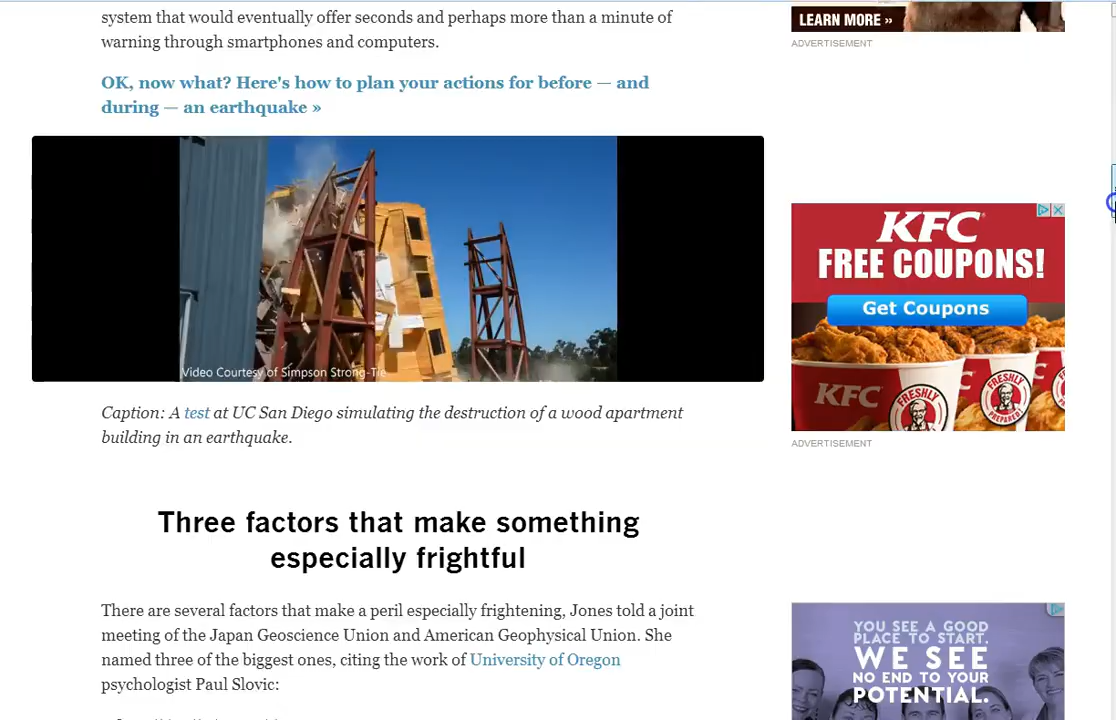 system that would eventually offer seconds and perhaps more than a minute of
warning through smartphones and computers.
OK, now what? Here's how to plan your actions for before — and
during — an earthquake »
Video Courtesy of Simpson Strong-Tie
Caption: A test at UC San Diego simulating the destruction of a wood apartment
building in an earthquake.
Three factors that make something
especially frightful
There are several factors that make a peril especially frightening, Jones told a joint
meeting of the Japan Geoscience Union and American Geophysical Union. She
named three of the biggest ones, citing the work of University of Oregon
psychologist Paul Slovic:
LEARN MORE »
ADVERTISEMENT
KFC
FREE COUPONS!
Get Coupons
KFC
FRESHLY
PREPARED
FRESHLY
PREPARED
ADVERTISEMENT
YOU SEE A GOOD
PLACE TO START.
WE SEE
NO END TO YOUR
POTENTIAL.